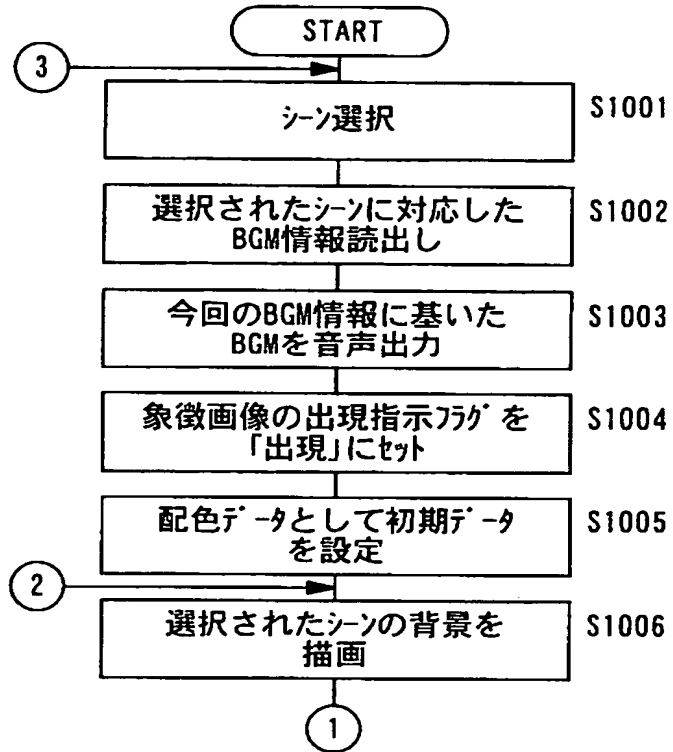 START
3
シーン選択
S1001
選択されたシーンに対応した
BGM情報読出し
S1002
今回のBGM情報に基いた
BGMを音声出力
S1003
象徴画像の出現指示フラグを
「出現」にセット
S1004
配色データとして初期データ
を設定
S1005
2
選択されたシーンの背景を
描画
S1006
1